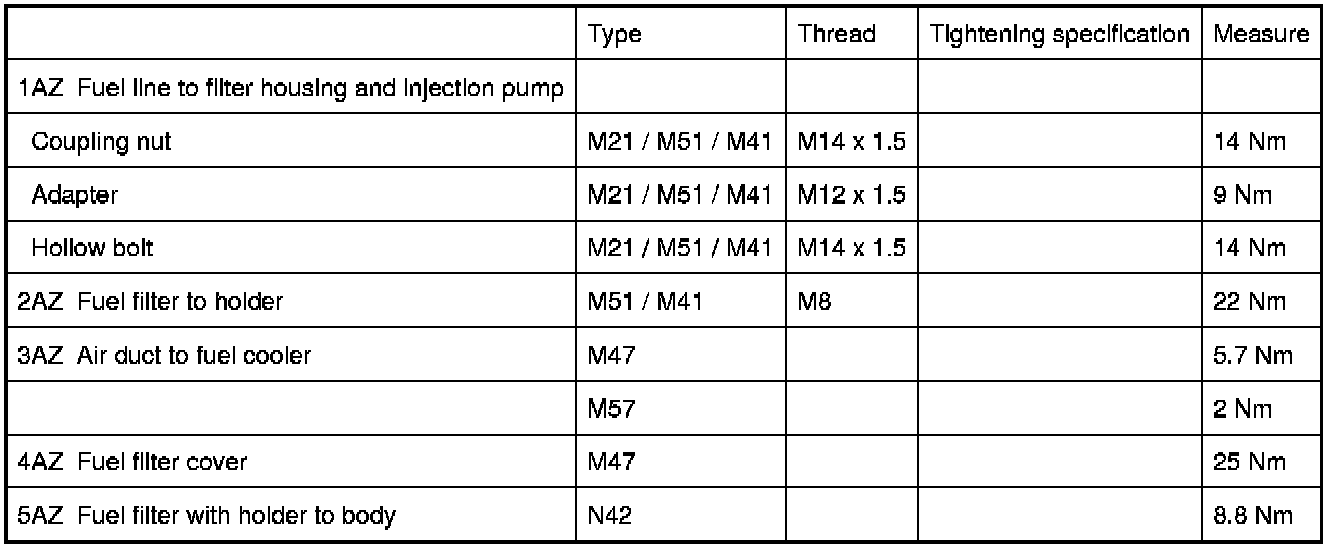 Type Thread Tightening specification Measure
1AZ Fuel line to filter housing and injection pump
Coupling nut M21 / M51 / M41 M14 x 1.5 14 Nm
Adapter M21 / M51 / M41 M12 x 1.5 9 Nm
Hollow bolt M21 / M51 / M41 M14 x 1.5 14 Nm
2AZ Fuel filter to holder M51 / M41 M8 22 Nm
3AZ Air duct to fuel cooler M47 5.7 Nm
M57 2 Nm
4AZ Fuel filter cover M47 25 Nm
5AZ Fuel filter with holder to body N42 8.8 Nm